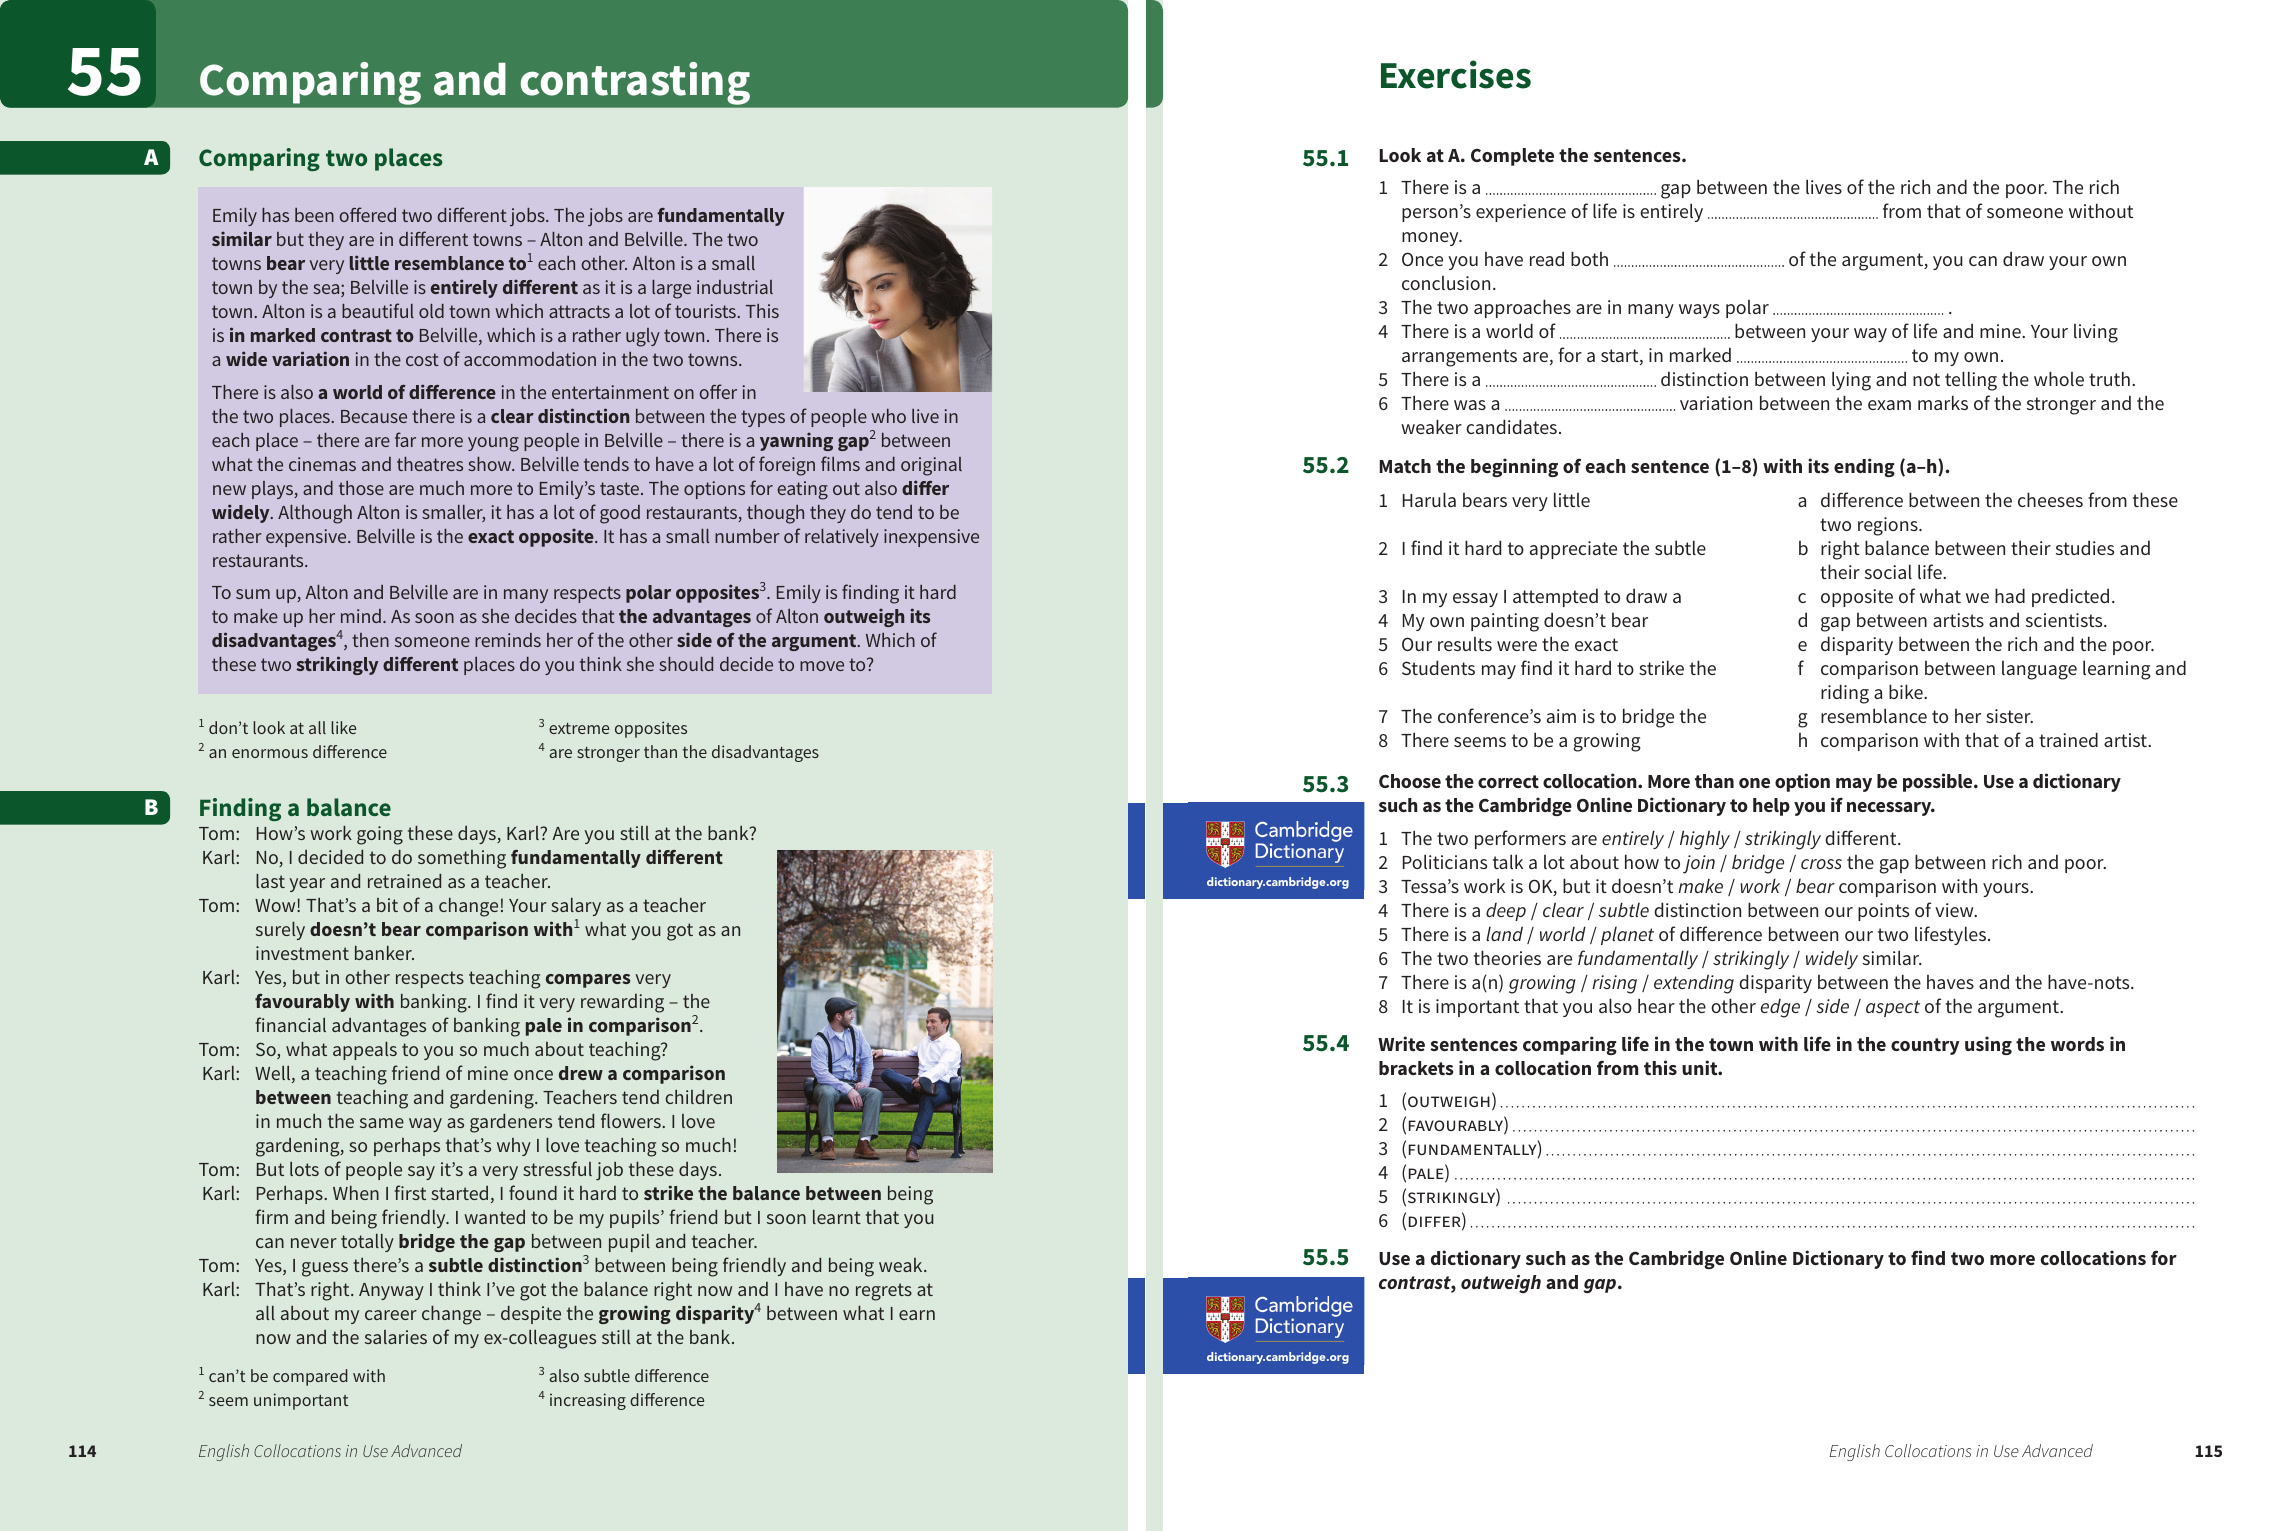 55
Comparing and contrasting
A
Comparing two places
Emily has been offered two different jobs. The jobs are fundamentally
similar but they are in different towns – Alton and Belville. The two
towns bear very little resemblance to1 each other. Alton is a small
town by the sea; Belville is entirely different as it is a large industrial
town. Alton is a beautiful old town which attracts a lot of tourists. This
is in marked contrast to Belville, which is a rather ugly town. There is
a wide variation in the cost of accommodation in the two towns.
There is also a world of difference in the entertainment on offer in
the two places. Because there is a clear distinction between the types of people who live in
each place – there are far more young people in Belville – there is a yawning gap2 between
what the cinemas and theatres show. Belville tends to have a lot of foreign films and original
new plays, and those are much more to Emily's taste. The options for eating out also differ
widely. Although Alton is smaller, it has a lot of good restaurants, though they do tend to be
rather expensive. Belville is the exact opposite. It has a small number of relatively inexpensive
restaurants.
To sum up, Alton and Belville are in many respects polar opposites3. Emily is finding it hard
to make up her mind. As soon as she decides that the advantages of Alton outweigh its
disadvantages4, then someone reminds her of the other side of the argument. Which of
these two strikingly different places do you think she should decide to move to?
1 don't look at all like
2 an enormous difference
3 extreme opposites
4 are stronger than the disadvantages
B
Finding a balance
Tom: How's work going these days, Karl? Are you still at the bank?
Karl: No, I decided to do something fundamentally different
last year and retrained as a teacher.
Tom: Wow! That's a bit of a change! Your salary as a teacher
surely doesn't bear comparison with1 what you got as an
investment banker.
Karl: Yes, but in other respects teaching compares very
favourably with banking. I find it very rewarding – the
financial advantages of banking pale in comparison2.
Tom: So, what appeals to you so much about teaching?
Karl: Well, a teaching friend of mine once drew a comparison
between teaching and gardening. Teachers tend children
in much the same way as gardeners tend flowers. I love
gardening, so perhaps that's why I love teaching so much!
Tom: But lots of people say it's a very stressful job these days.
Karl: Perhaps. When I first started, I found it hard to strike the balance between being
firm and being friendly. I wanted to be my pupils' friend but I soon learnt that you
can never totally bridge the gap between pupil and teacher.
Tom: Yes, I guess there's a subtle distinction3 between being friendly and being weak.
Karl: That's right. Anyway I think I've got the balance right now and I have no regrets at
all about my career change – despite the growing disparity4 between what I earn
now and the salaries of my ex-colleagues still at the bank.
1 can't be compared with
2 seem unimportant
3 also subtle difference
4 increasing difference
114
English Collocations in Use Advanced
Exercises
55.1 Look at A. Complete the sentences.
1 There is a ............ gap between the lives of the rich and the poor. The rich
person's experience of life is entirely ............ from that of someone without
money.
2 Once you have read both ............ of the argument, you can draw your own
conclusion.
3 The two approaches are in many ways polar ............ .
4 There is a world of ............ between your way of life and mine. Your living
arrangements are, for a start, in marked ............ to my own.
5 There is a ............ distinction between lying and not telling the whole truth.
6 There was a ............ variation between the exam marks of the stronger and the
weaker candidates.
55.2 Match the beginning of each sentence (1–8) with its ending (a–h).
1 Harula bears very little
a difference between the cheeses from these
two regions.
2 I find it hard to appreciate the subtle
b right balance between their studies and
their social life.
3 In my essay I attempted to draw a
c opposite of what we had predicted.
4 My own painting doesn't bear
d gap between artists and scientists.
5 Our results were the exact
e disparity between the rich and the poor.
6 Students may find it hard to strike the
f comparison between language learning and
riding a bike.
7 The conference's aim is to bridge the
g resemblance to her sister.
8 There seems to be a growing
h comparison with that of a trained artist.
55.3 Choose the correct collocation. More than one option may be possible. Use a dictionary
such as the Cambridge Online Dictionary to help you if necessary.
Cambridge
Dictionary
dictionary.cambridge.org
1 The two performers are entirely / highly / strikingly different.
2 Politicians talk a lot about how to join / bridge / cross the gap between rich and poor.
3 Tessa's work is OK, but it doesn't make / work / bear comparison with yours.
4 There is a deep / clear / subtle distinction between our points of view.
5 There is a land / world / planet of difference between our two lifestyles.
6 The two theories are fundamentally / strikingly / widely similar.
7 There is a(n) growing / rising / extending disparity between the haves and the have-nots.
8 It is important that you also hear the other edge / side / aspect of the argument.
55.4 Write sentences comparing life in the town with life in the country using the words in
brackets in a collocation from this unit.
1 (OUTWEIGH) ............
2 (FAVOURABLY) ............
3 (FUNDAMENTALLY) ............
4 (PALE) ............
5 (STRIKINGLY) ............
6 (DIFFER) ............
55.5 Use a dictionary such as the Cambridge Online Dictionary to find two more collocations for
contrast, outweigh and gap.
Cambridge
Dictionary
dictionary.cambridge.org
English Collocations in Use Advanced
115